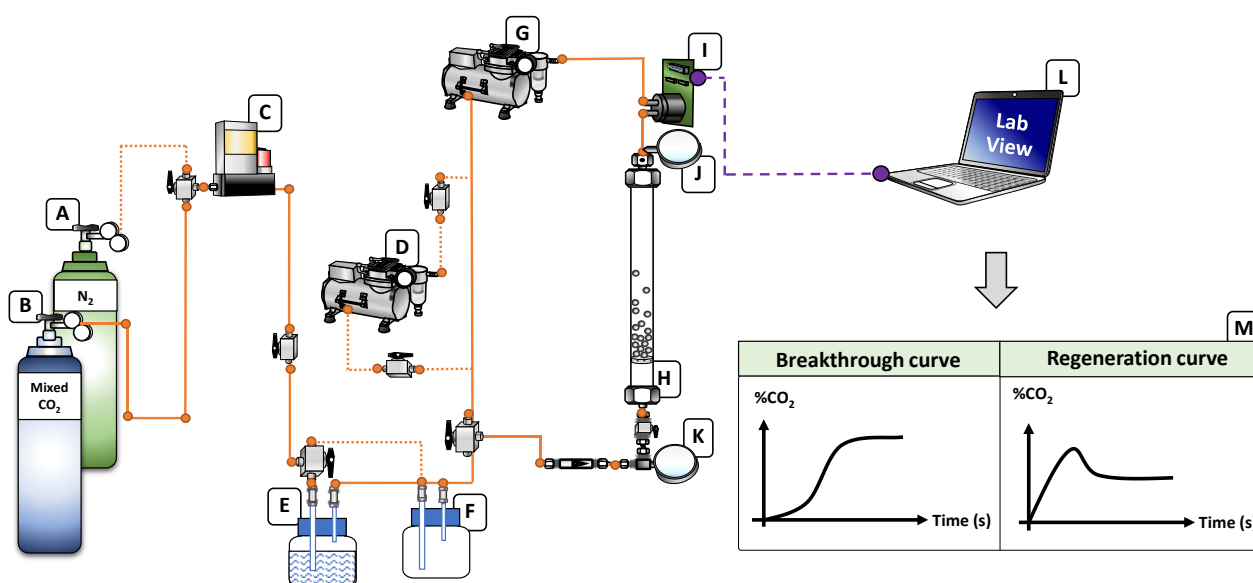 G
I
L
C
Lab
View
J
A
D
B
N2
M
Breakthrough curve
Regeneration curve
H
Mixed
CO2
%CO2
%CO2
K
E
F
Time (s)
Time (s)